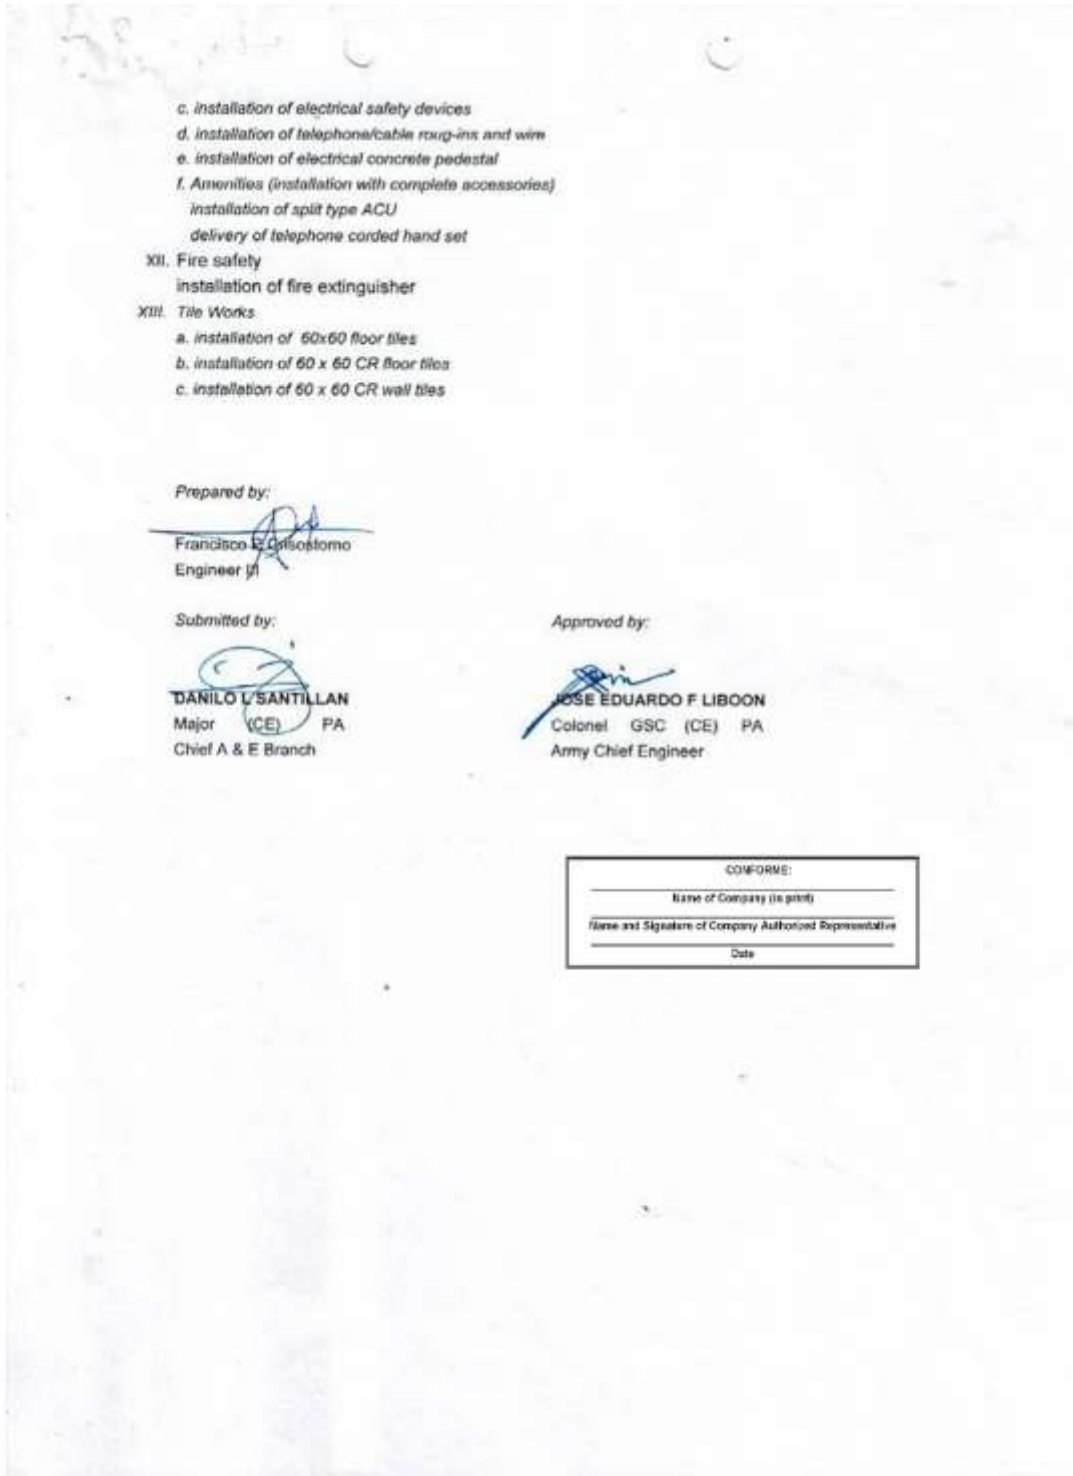 c. installation of electrical safety devices
d. installation of telephone/cable roug-ins and wire
e. installation of electrical concrete pedestal
f. Amenities (installation with complete accessories)
installation of split type ACU
delivery of telephone corded hand set
XII. Fire safety
installation of fire extinguisher
XIII. Tile Works
a. installation of 60x60 floor tiles
b. installation of 60 x 60 CR floor tiles
c. installation of 60 x 60 CR wall tiles
Prepared by:
Francisco Crisostomo
Engineer III
Submitted by:
Approved by:
DANILO L SANTILLAN
JOSE EDUARDO F LIBOON
Major (CE) PA
Colonel GSC (CE) PA
Chief A & E Branch
Army Chief Engineer
CONFORME:
Name of Company (in print)
Name and Signature of Company Authorized Representative
Date